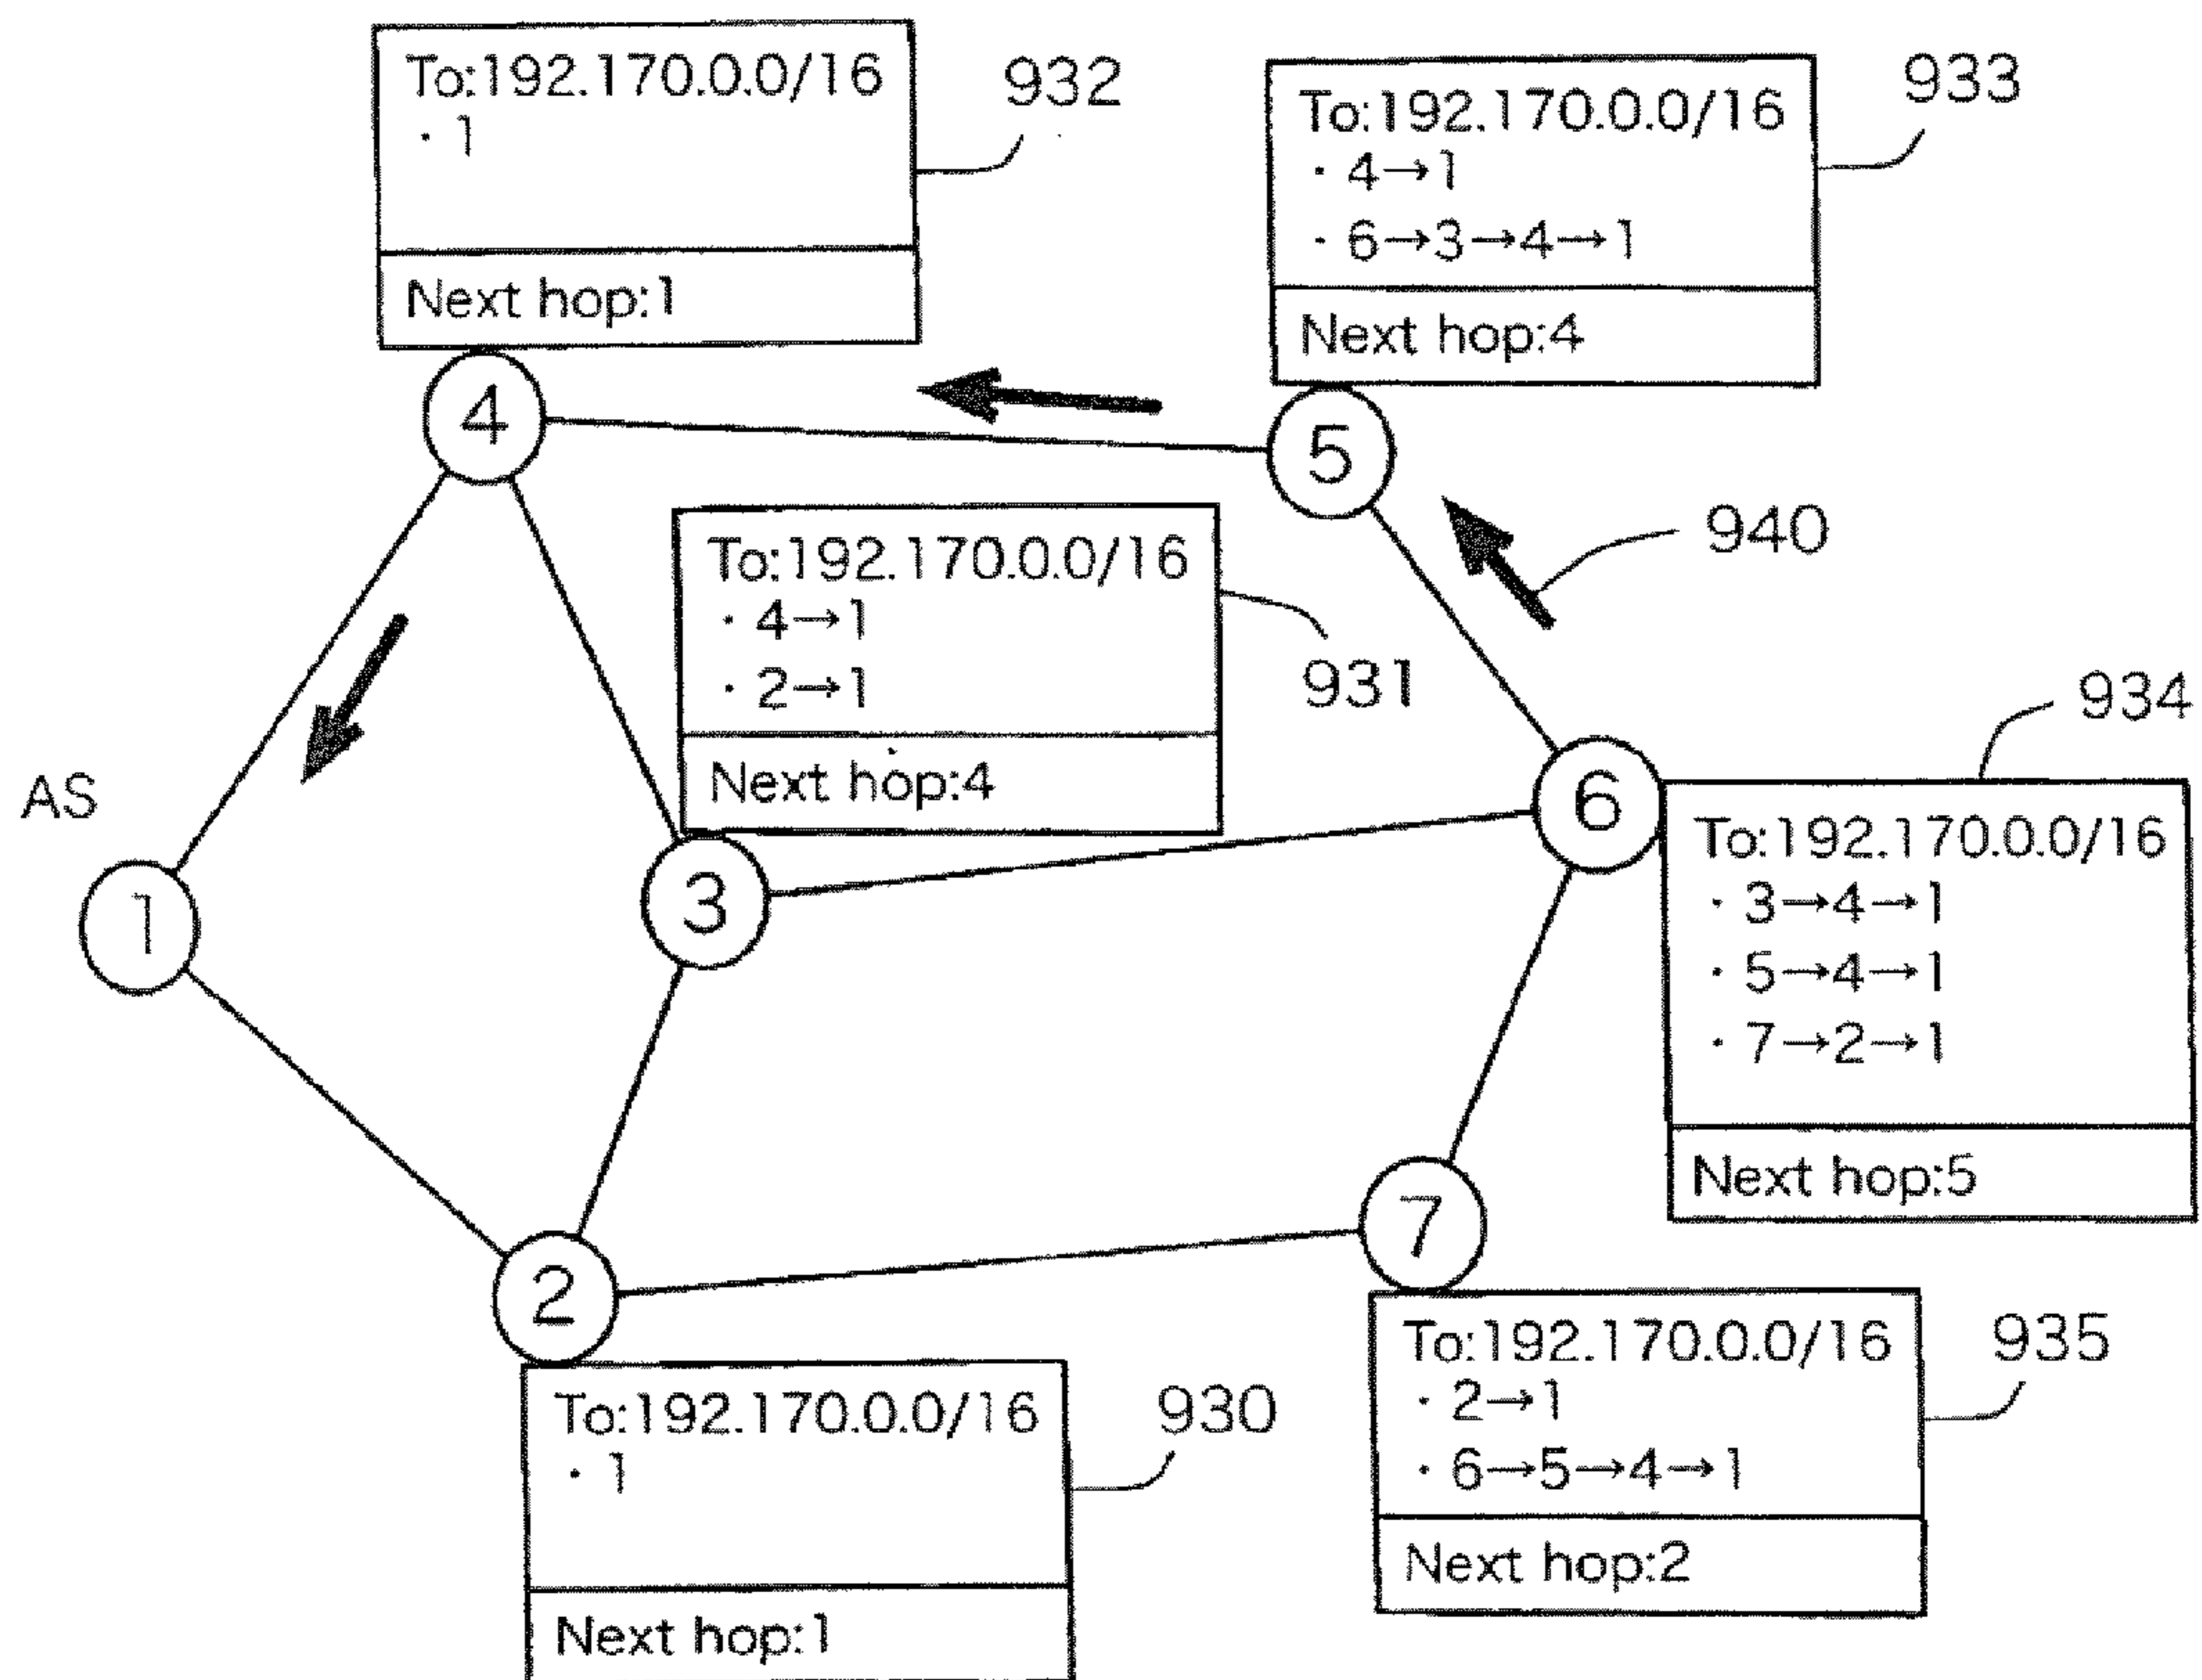 To:192.170.0.0/16
· 1
Next hop:1
932
To:192.170.0.0/16
· 4→1
· 6→3→4→1
Next hop:4
933
4
5
940
To:192.170.0.0/16
· 4→1
· 2→1
Next hop:4
931
934
AS
1
3
6
To:192.170.0.0/16
· 3→4→1
· 5→4→1
· 7→2→1
Next hop:5
2
7
To:192.170.0.0/16
· 1
Next hop:1
930
To:192.170.0.0/16
· 2→1
· 6→5→4→1
Next hop:2
935